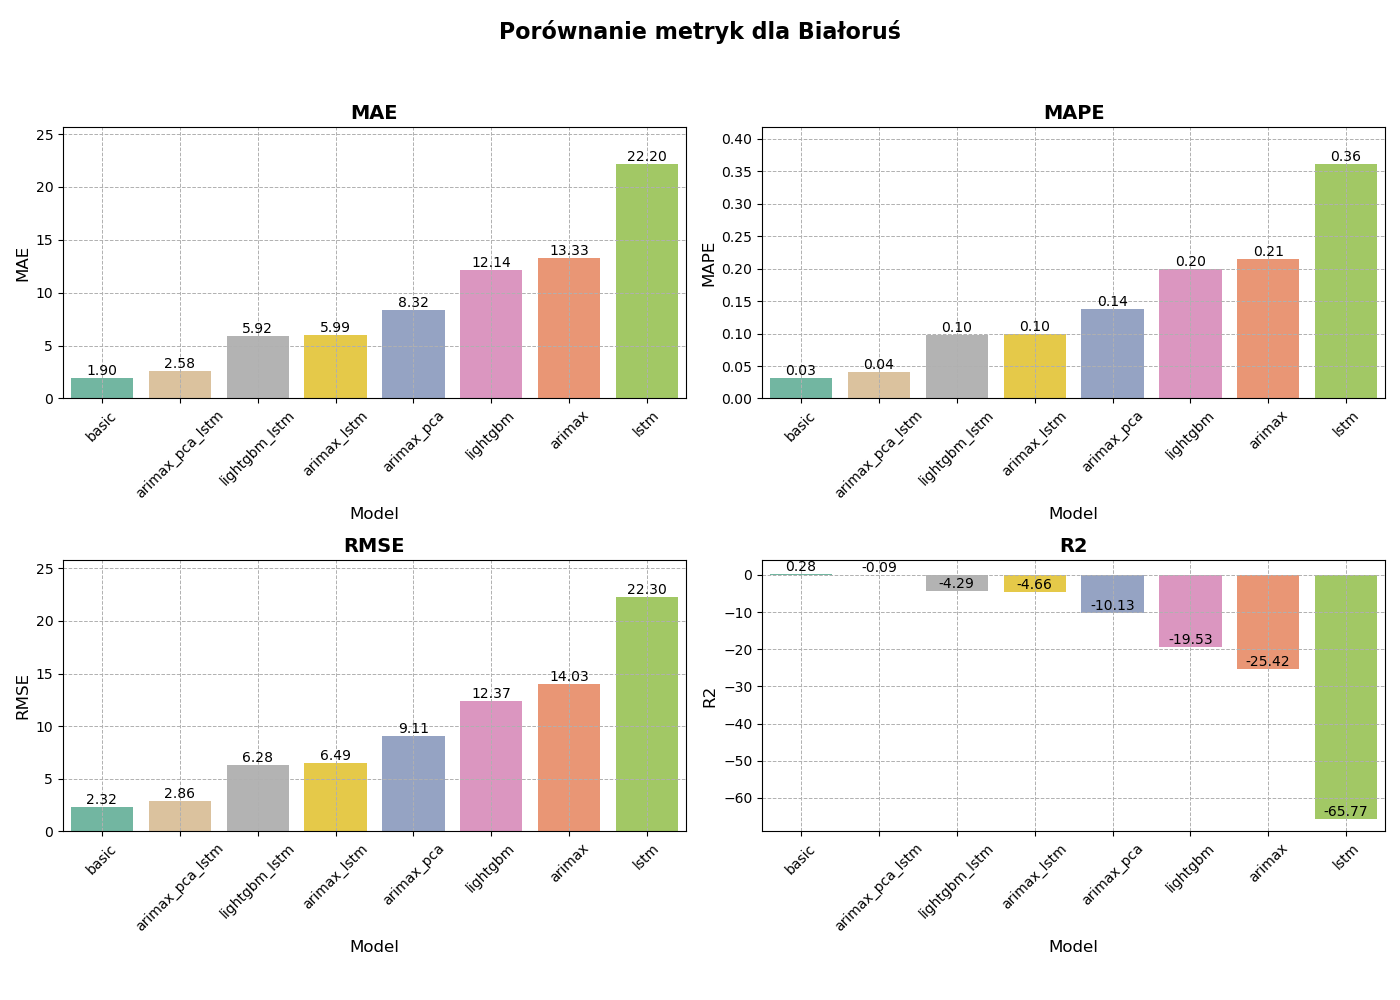 Porównanie metryk dla Białoruś
MAE
MAE
25
20
15
10
5
0
1.90
2.58
5.92
5.99
8.32
12.14
13.33
22.20
basic
arimax_pca_lstm
lightgbm_lstm
arimax_lstm
arimax_pca
lightgbm
arimax
lstm
Model
MAPE
MAPE
0.40
0.35
0.30
0.25
0.20
0.15
0.10
0.05
0.00
0.03
0.04
0.10
0.10
0.14
0.20
0.21
0.36
basic
arimax_pca_lstm
lightgbm_lstm
arimax_lstm
arimax_pca
lightgbm
arimax
lstm
Model
RMSE
RMSE
25
20
15
10
5
0
2.32
2.86
6.28
6.49
9.11
12.37
14.03
22.30
basic
arimax_pca_lstm
lightgbm_lstm
arimax_lstm
arimax_pca
lightgbm
arimax
lstm
Model
R2
R2
0
−10
−20
−30
−40
−50
−60
0.28
-0.09
-4.29
-4.66
-10.13
-19.53
-25.42
-65.77
basic
arimax_pca_lstm
lightgbm_lstm
arimax_lstm
arimax_pca
lightgbm
arimax
lstm
Model